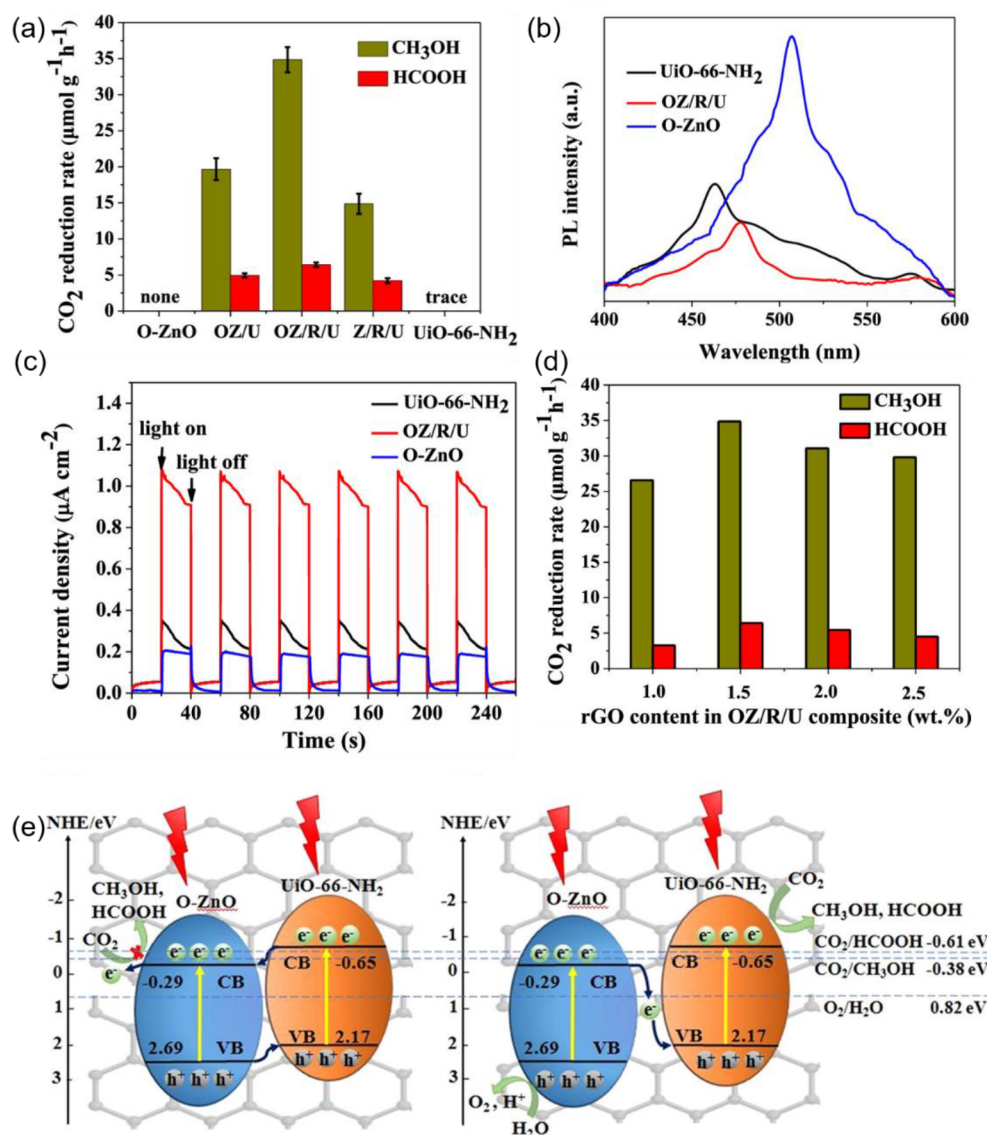 (a)
CO2 reduction rate (μmol g-1h-1)
40
35
30
25
20
15
10
5
0
CH3OH
HCOOH
none
trace
O-ZnO OZ/U OZ/R/U Z/R/U UiO-66-NH2
(b)
PL intensity (a.u.)
UiO-66-NH2
OZ/R/U
O-ZnO
400 450 500 550 600
Wavelength (nm)
(c)
Current density (μA cm-2)
1.4
1.2
1.0
0.8
0.6
0.4
0.2
0.0
UiO-66-NH2
OZ/R/U
O-ZnO
light on
light off
0 40 80 120 160 200 240
Time (s)
(d)
CO2 reduction rate (μmol g-1h-1)
40
35
30
25
20
15
10
5
0
CH3OH
HCOOH
1.0 1.5 2.0 2.5
rGO content in OZ/R/U composite (wt.%)
(e)
NHE/eV
-2
-1
0
1
2
3
CH3OH,
HCOOH
CO2
e-
O-ZnO
e- e- e-
-0.29 CB
2.69 VB
h+ h+ h+
UiO-66-NH2
e- e- e-
CB -0.65
VB 2.17
h+ h+ h+
NHE/eV
-2
-1
0
1
2
3
O-ZnO
e- e- e-
-0.29 CB
2.69 VB
h+ h+ h+
O2, H+
H2O
e-
UiO-66-NH2
e- e- e-
CB -0.65
VB 2.17
h+ h+ h+
CO2
CH3OH, HCOOH
CO2/HCOOH -0.61 eV
CO2/CH3OH -0.38 eV
O2/H2O 0.82 eV